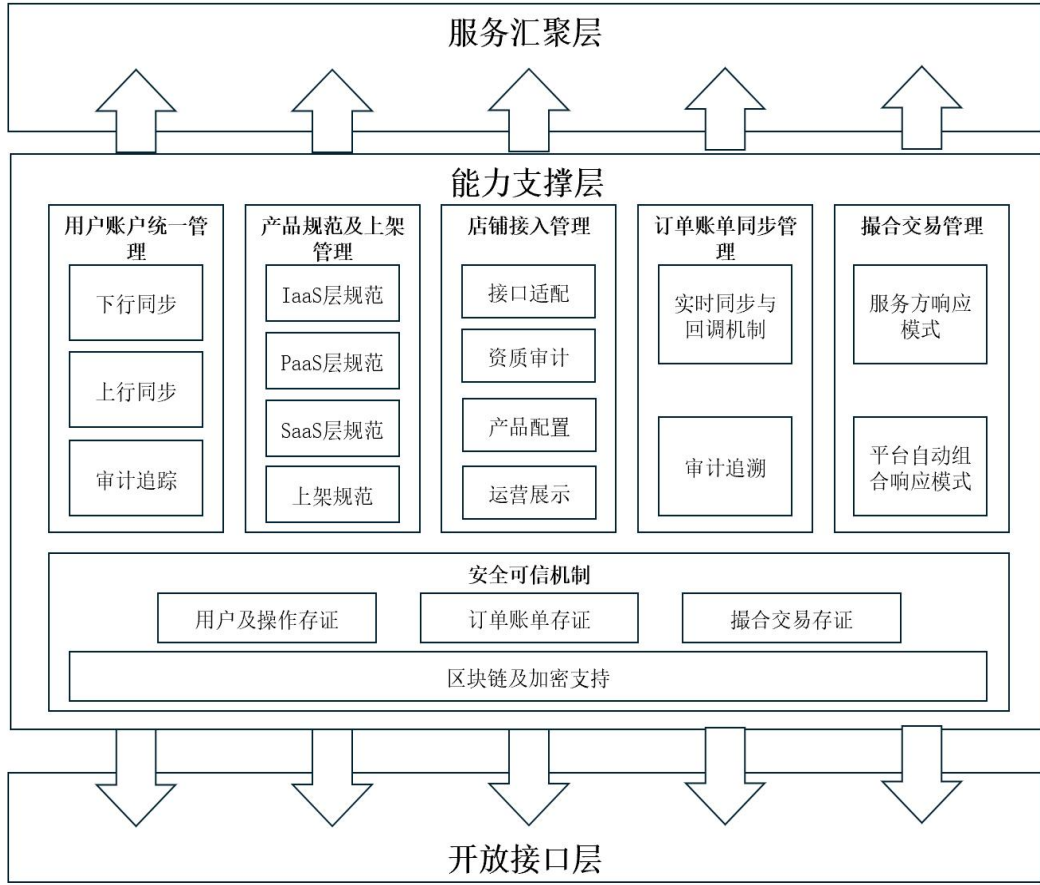 服务汇聚层
能力支撑层
用户账户统一管
理
下行同步
上行同步
审计追踪
产品规范及上架
管理
IaaS层规范
PaaS层规范
SaaS层规范
上架规范
店铺接入管理
接口适配
资质审计
产品配置
运营展示
订单账单同步管
理
实时同步与
回调机制
审计追溯
撮合交易管理
服务方响应
模式
平台自动组
合响应模式
安全可信机制
用户及操作存证
订单账单存证
撮合交易存证
区块链及加密支持
开放接口层